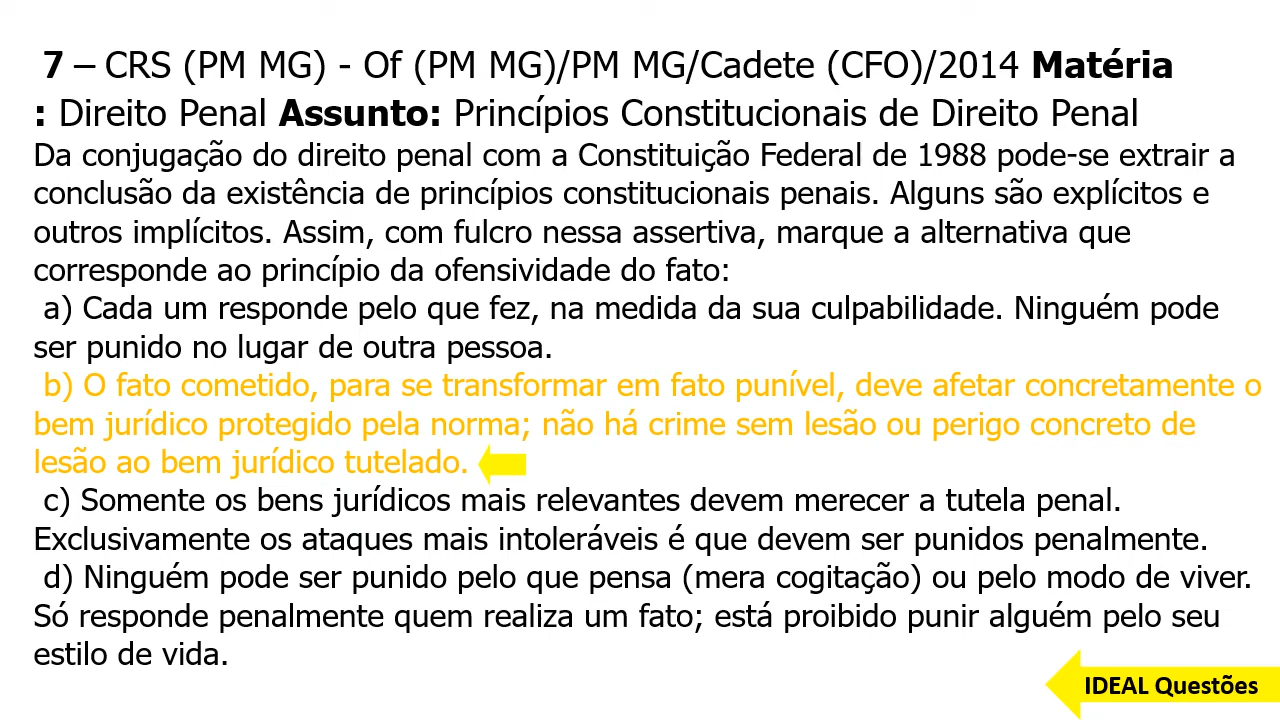 7 – CRS (PM MG) - Of (PM MG)/PM MG/Cadete (CFO)/2014 Matéria
: Direito Penal Assunto: Princípios Constitucionais de Direito Penal
Da conjugação do direito penal com a Constituição Federal de 1988 pode-se extrair a
conclusão da existência de princípios constitucionais penais. Alguns são explícitos e
outros implícitos. Assim, com fulcro nessa assertiva, marque a alternativa que
corresponde ao princípio da ofensividade do fato:
a) Cada um responde pelo que fez, na medida da sua culpabilidade. Ninguém pode
ser punido no lugar de outra pessoa.
b) O fato cometido, para se transformar em fato punível, deve afetar concretamente o
bem jurídico protegido pela norma; não há crime sem lesão ou perigo concreto de
lesão ao bem jurídico tutelado.
c) Somente os bens jurídicos mais relevantes devem merecer a tutela penal.
Exclusivamente os ataques mais intoleráveis é que devem ser punidos penalmente.
d) Ninguém pode ser punido pelo que pensa (mera cogitação) ou pelo modo de viver.
Só responde penalmente quem realiza um fato; está proibido punir alguém pelo seu
estilo de vida.
IDEAL Questões